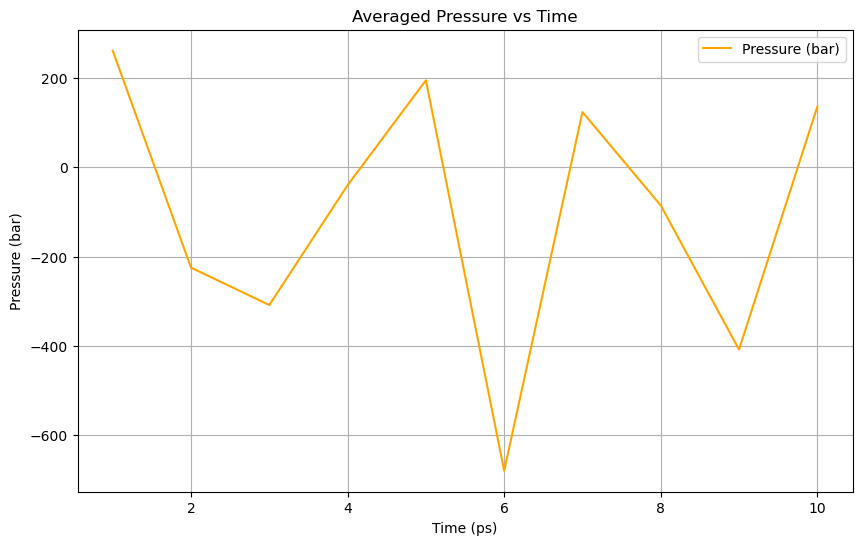 Averaged Pressure vs Time
Pressure (bar)
Pressure (bar)
200
0
−200
−400
−600
2
4
6
8
10
Time (ps)